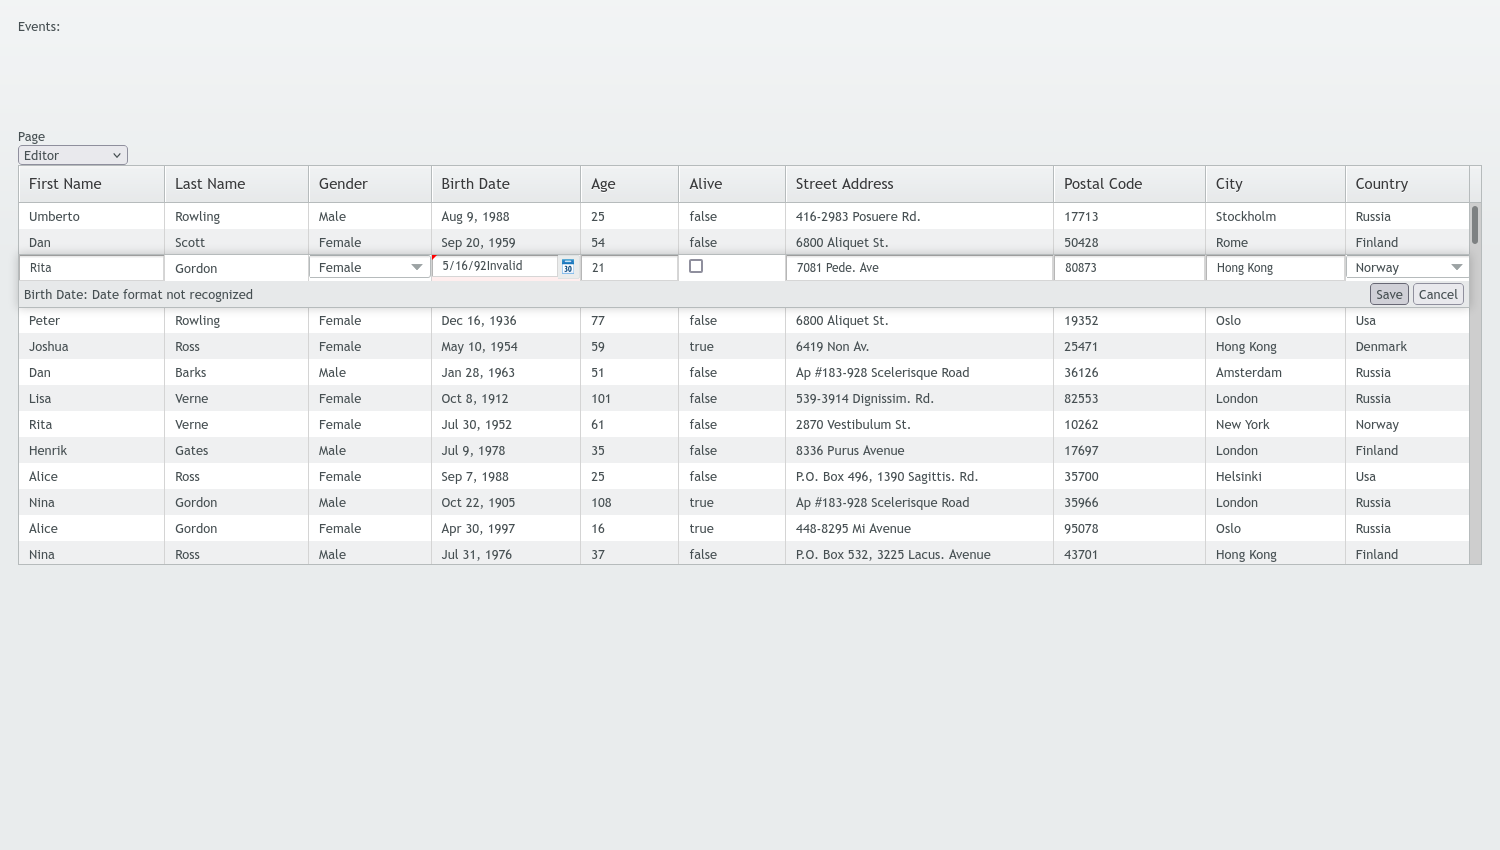 Events:
Page
Editor
First Name Last Name Gender Birth Date Age Alive Street Address Postal Code City Country
Umberto Rowling Male Aug 9, 1988 25 false 416-2983 Posuere Rd. 17713 Stockholm Russia
Dan Scott Female Sep 20, 1959 54 false 6800 Aliquet St. 50428 Rome Finland
Rita Gordon Female 5/16/92Invalid 30 21 7081 Pede. Ave 80873 Hong Kong Norway
Birth Date: Date format not recognized Save Cancel
Peter Rowling Female Dec 16, 1936 77 false 6800 Aliquet St. 19352 Oslo Usa
Joshua Ross Female May 10, 1954 59 true 6419 Non Av. 25471 Hong Kong Denmark
Dan Barks Male Jan 28, 1963 51 false Ap #183-928 Scelerisque Road 36126 Amsterdam Russia
Lisa Verne Female Oct 8, 1912 101 false 539-3914 Dignissim. Rd. 82553 London Russia
Rita Verne Female Jul 30, 1952 61 false 2870 Vestibulum St. 10262 New York Norway
Henrik Gates Male Jul 9, 1978 35 false 8336 Purus Avenue 17697 London Finland
Alice Ross Female Sep 7, 1988 25 false P.O. Box 496, 1390 Sagittis. Rd. 35700 Helsinki Usa
Nina Gordon Male Oct 22, 1905 108 true Ap #183-928 Scelerisque Road 35966 London Russia
Alice Gordon Female Apr 30, 1997 16 true 448-8295 Mi Avenue 95078 Oslo Russia
Nina Ross Male Jul 31, 1976 37 false P.O. Box 532, 3225 Lacus. Avenue 43701 Hong Kong Finland